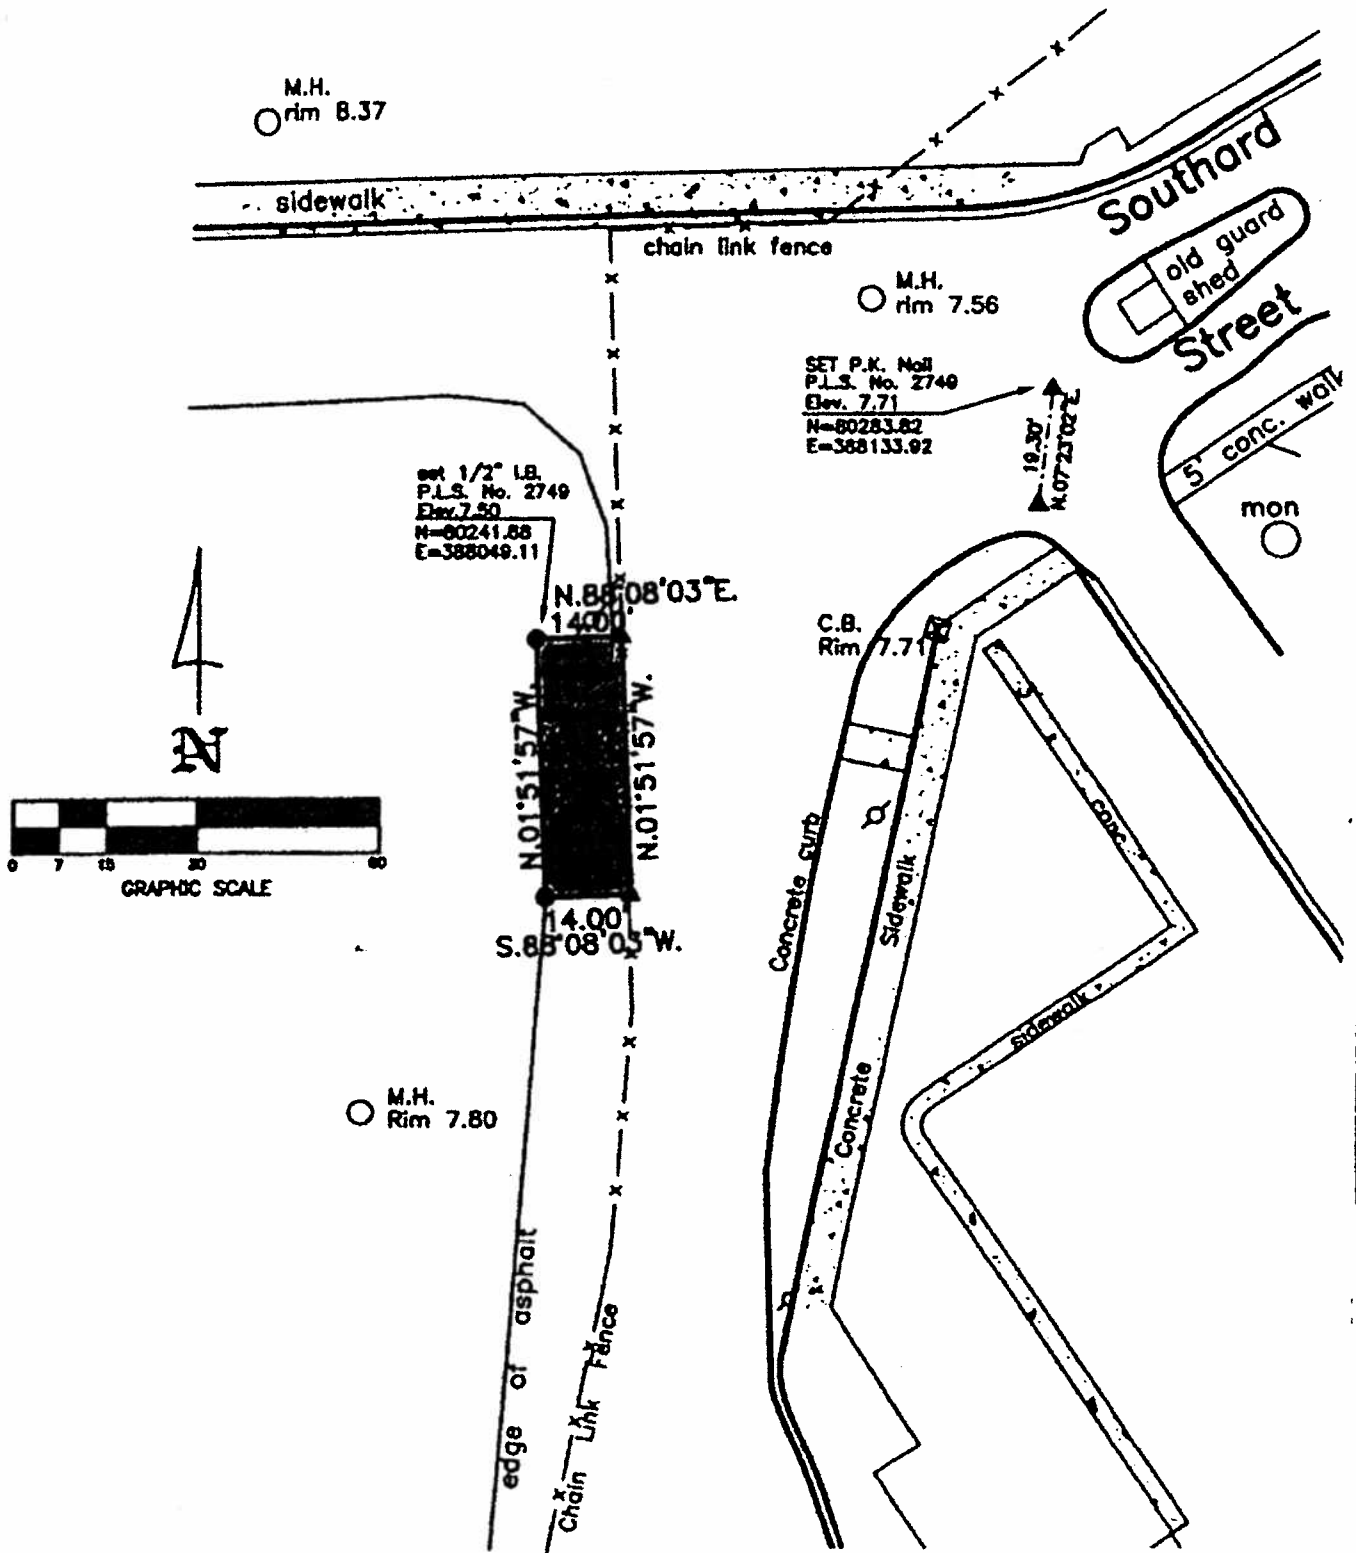 M.H.
rim 8.37
sidewalk
chain link fence
Southard
Street
old guard
shed
M.H.
rim 7.56
SET P.K. Nail
P.L.S. No. 2749
Elev. 7.71
N=80283.82
E=388133.92
19.30'
N.07°23'02"E.
5' conc. walk
mon
set 1/2" I.B.
P.L.S. No. 2749
Elev.7.50
N=80241.88
E=388049.11
N.88°08'03"E.
14.00'
N.01°51'57"W.
N.01°51'57"W.
14.00'
S.88°08'03"W.
C.B.
Rim 7.71
3'
conc.
sidewalk
Concrete curb
Sidewalk
Concrete
N
0 7 15 30 60
GRAPHIC SCALE
M.H.
Rim 7.80
edge of asphalt
Chain Link Fence